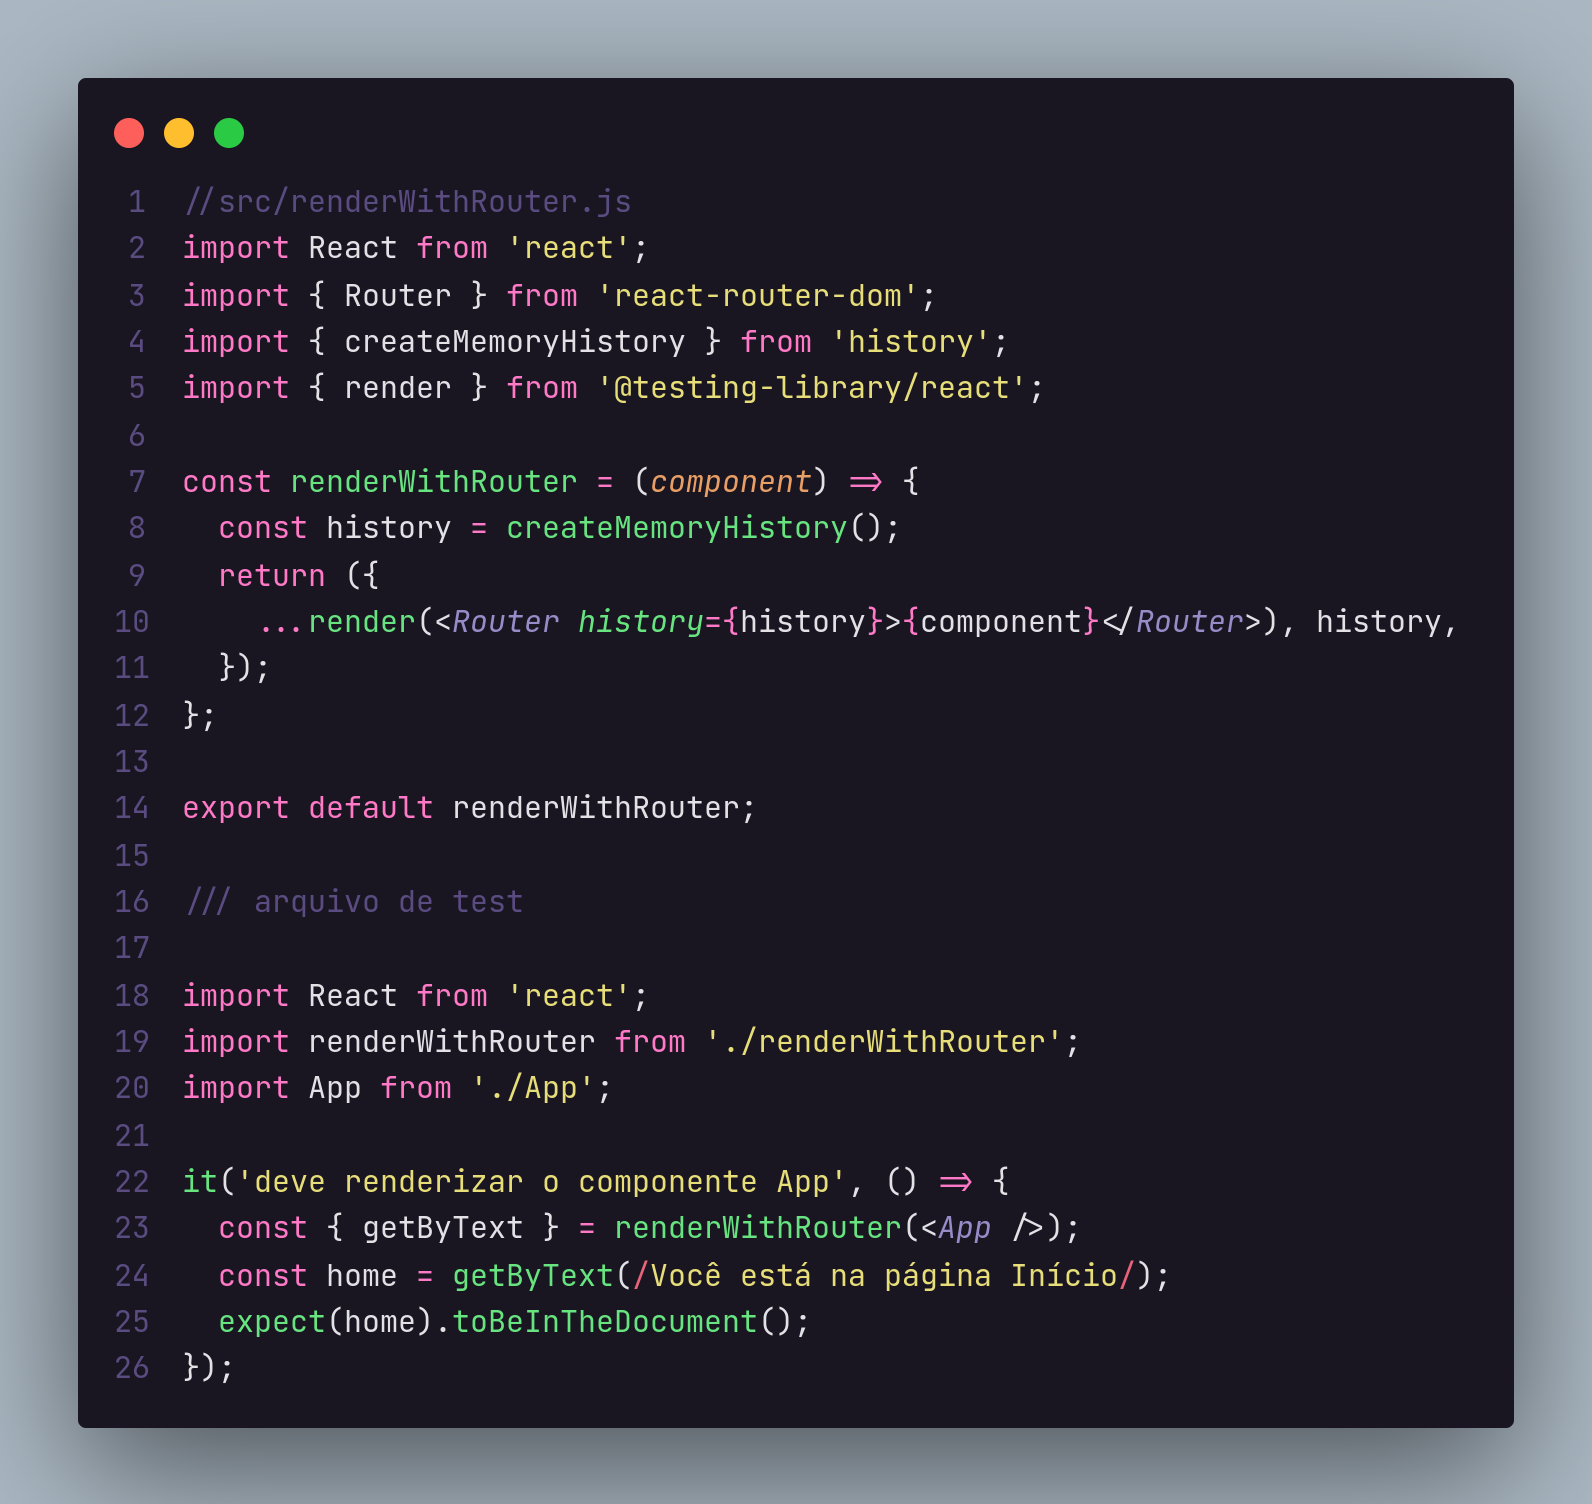 1 //src/renderWithRouter.js
2 import React from 'react';
3 import { Router } from 'react-router-dom';
4 import { createMemoryHistory } from 'history';
5 import { render } from '@testing-library/react';
6
7 const renderWithRouter = (component) => {
8   const history = createMemoryHistory();
9   return ({
10     ...render(<Router history={history}>{component}</Router>), history,
11   });
12 };
13
14 export default renderWithRouter;
15
16 /// arquivo de test
17
18 import React from 'react';
19 import renderWithRouter from './renderWithRouter';
20 import App from './App';
21
22 it('deve renderizar o componente App', () => {
23   const { getByText } = renderWithRouter(<App />);
24   const home = getByText(/Você está na página Início/);
25   expect(home).toBeInTheDocument();
26 });